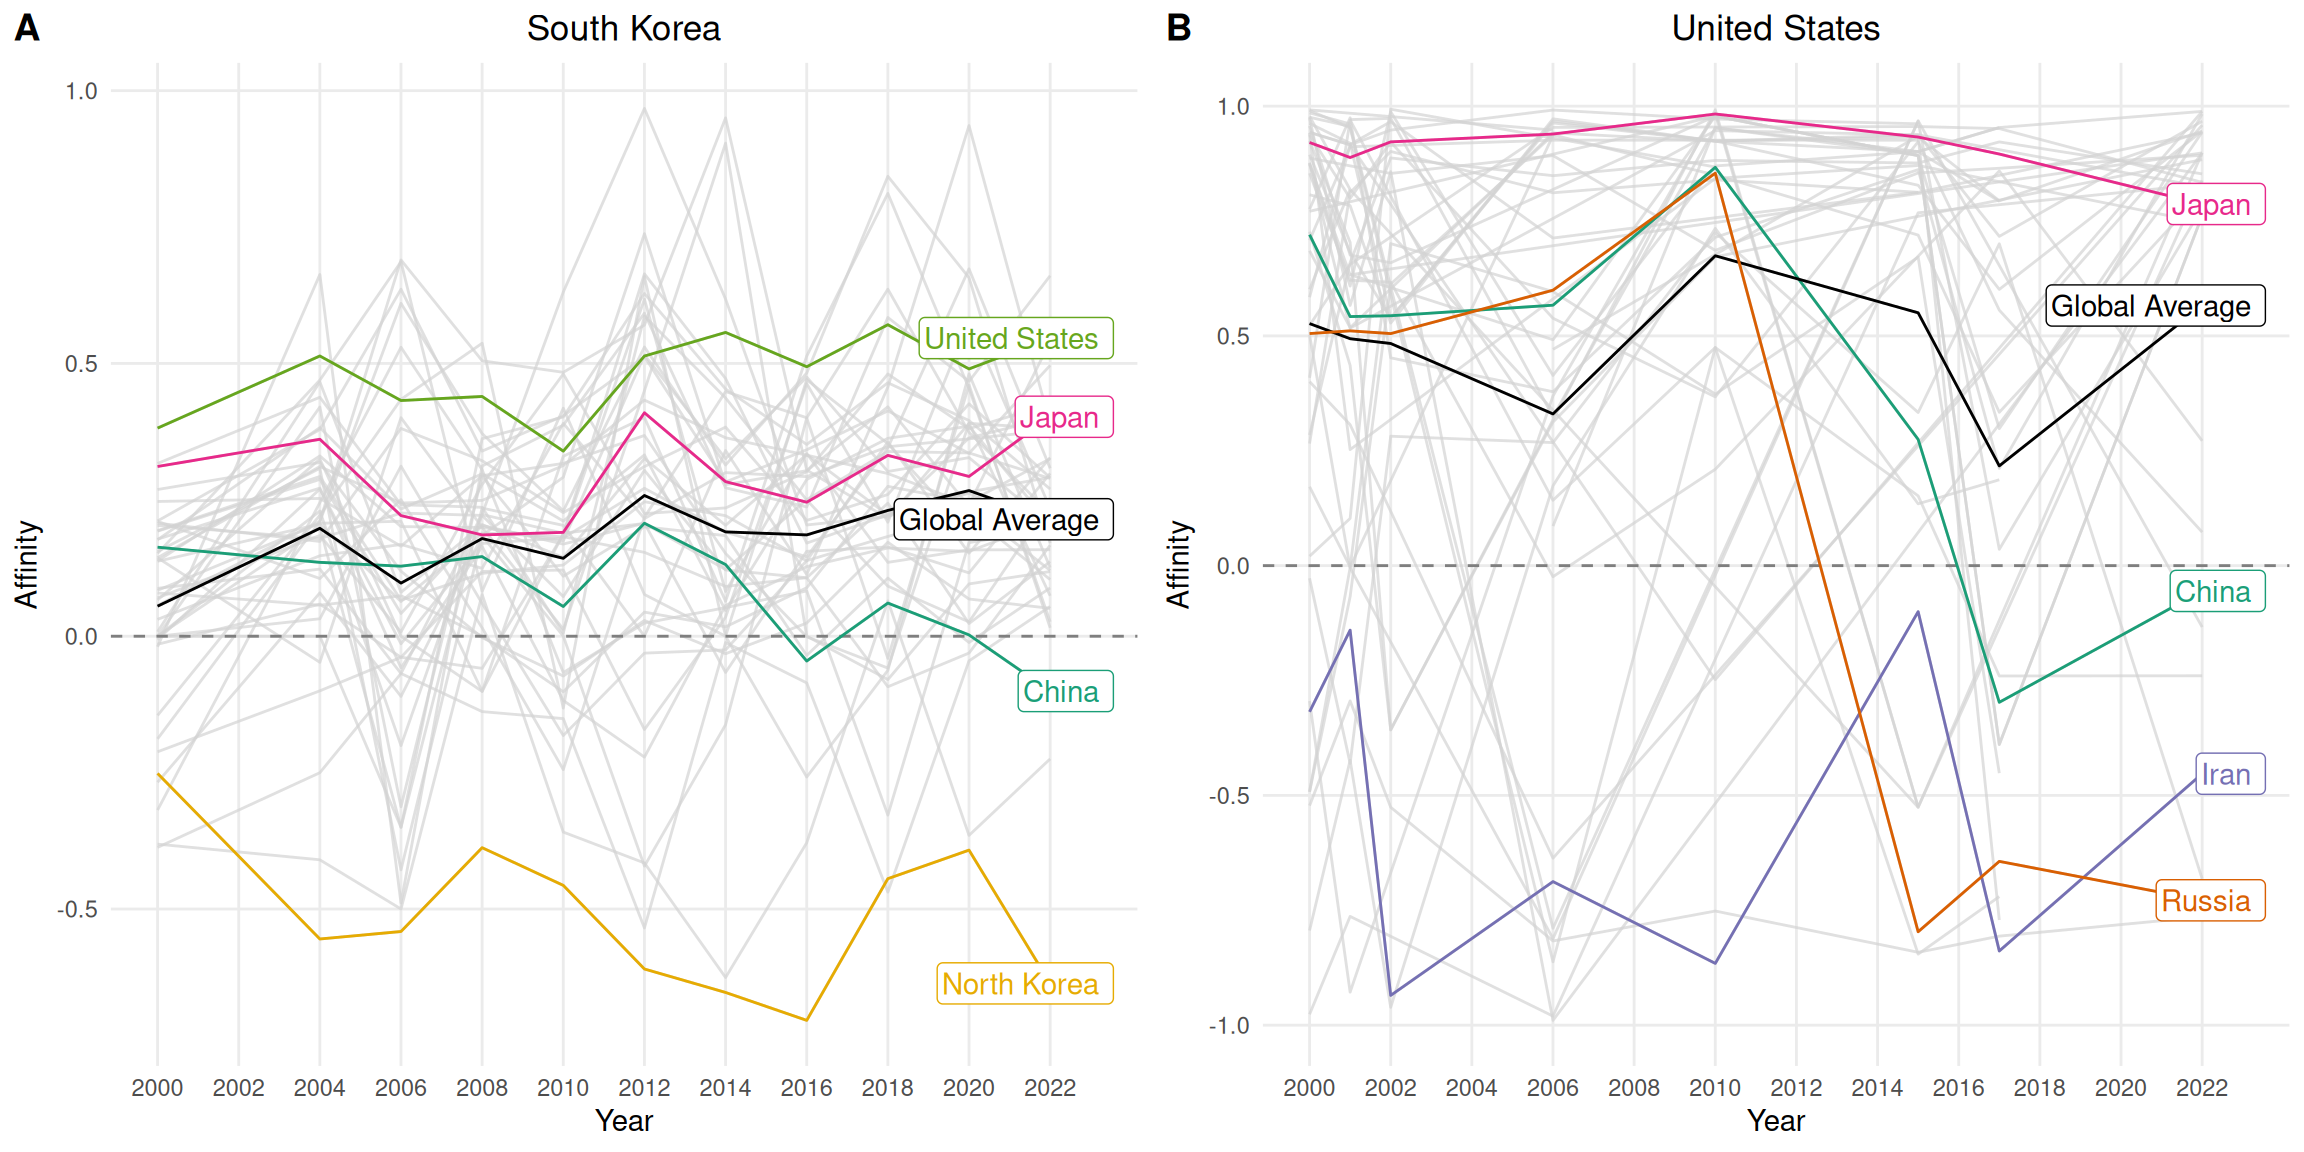 A
South Korea
1.0
0.5
0.0
-0.5
Affinity
United States
Japan
Global Average
China
North Korea
2000 2002 2004 2006 2008 2010 2012 2014 2016 2018 2020 2022
Year
B
United States
1.0
0.5
0.0
-0.5
-1.0
Affinity
Japan
Global Average
China
Iran
Russia
2000 2002 2004 2006 2008 2010 2012 2014 2016 2018 2020 2022
Year